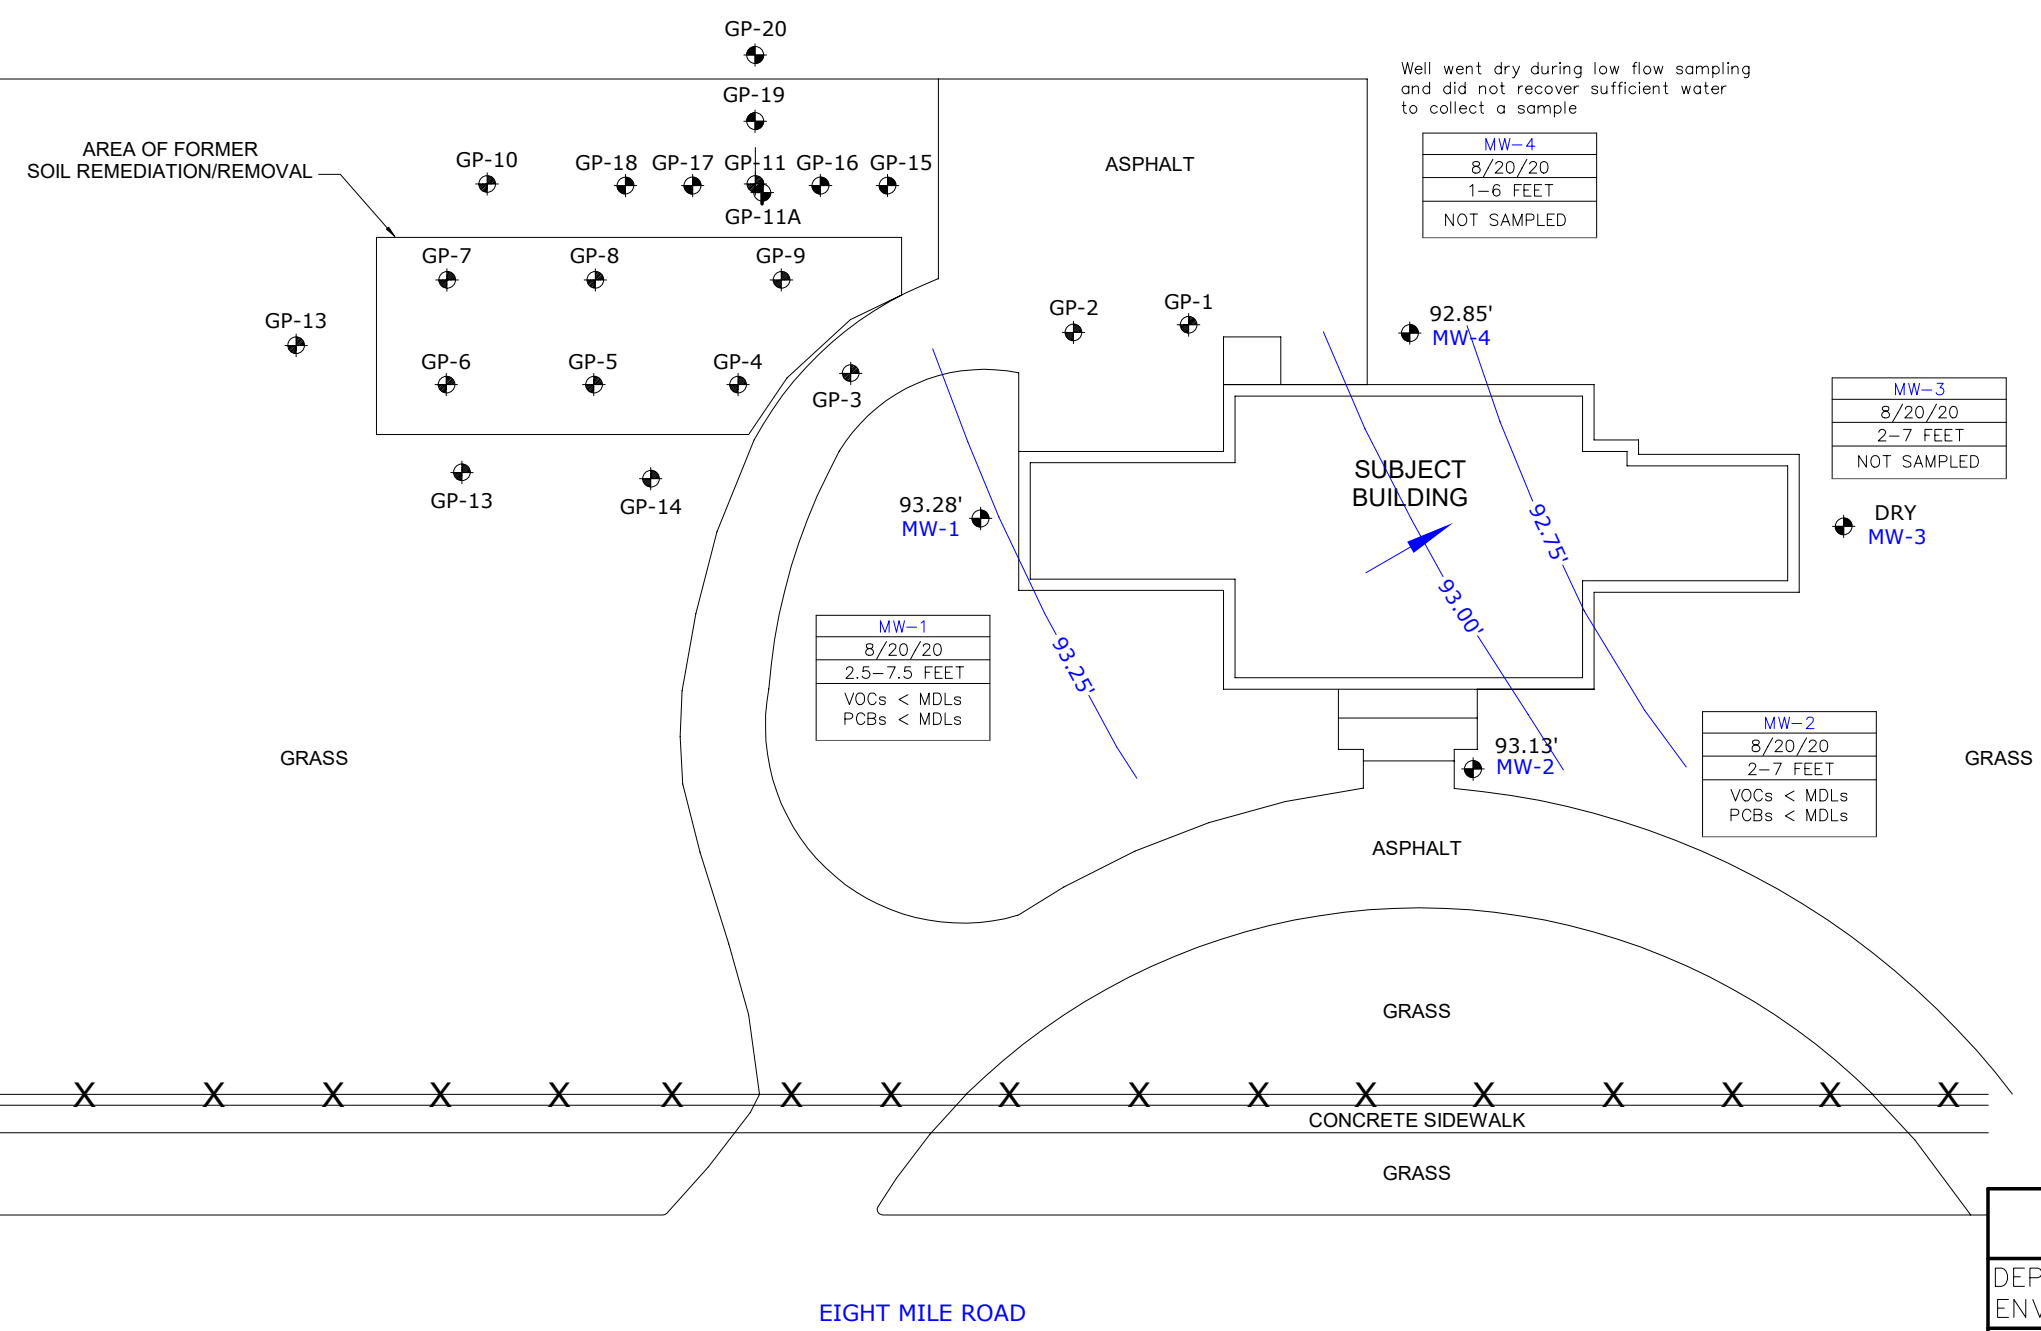 GP-20
Well went dry during low flow sampling
and did not recover sufficient water
to collect a sample
GP-19
AREA OF FORMER
SOIL REMEDIATION/REMOVAL
GP-10
GP-18
GP-17
GP-11
GP-16
GP-15
GP-11A
ASPHALT
MW-4
8/20/20
1-6 FEET
NOT SAMPLED
GP-7
GP-8
GP-9
GP-13
GP-2
GP-1
92.85'
MW-4
GP-6
GP-5
GP-4
GP-3
MW-3
8/20/20
2-7 FEET
NOT SAMPLED
GP-13
GP-14
93.28'
MW-1
SUBJECT
BUILDING
92.75'
DRY
MW-3
93.00'
93.25'
MW-1
8/20/20
2.5-7.5 FEET
VOCs < MDLs
PCBs < MDLs
93.13'
MW-2
MW-2
8/20/20
2-7 FEET
VOCs < MDLs
PCBs < MDLs
GRASS
GRASS
ASPHALT
GRASS
X X X X X X X X X X X X X X X X X
CONCRETE SIDEWALK
GRASS
EIGHT MILE ROAD
DEP
ENV